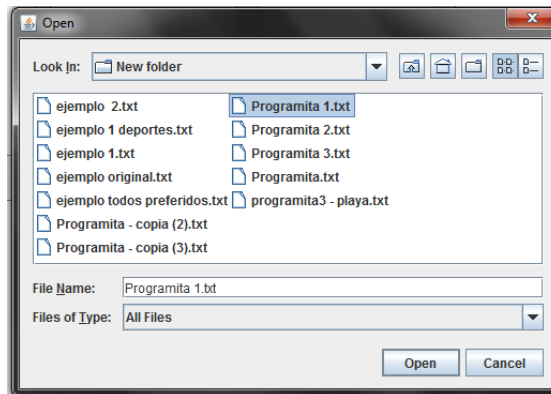 Open
Look In: New folder
ejemplo  2.txt
ejemplo 1 deportes.txt
ejemplo 1.txt
ejemplo original.txt
ejemplo todos preferidos.txt
Programita - copia (2).txt
Programita - copia (3).txt
Programita 1.txt
Programita 2.txt
Programita 3.txt
Programita.txt
programita3 - playa.txt
File Name: Programita 1.txt
Files of Type: All Files
Open Cancel